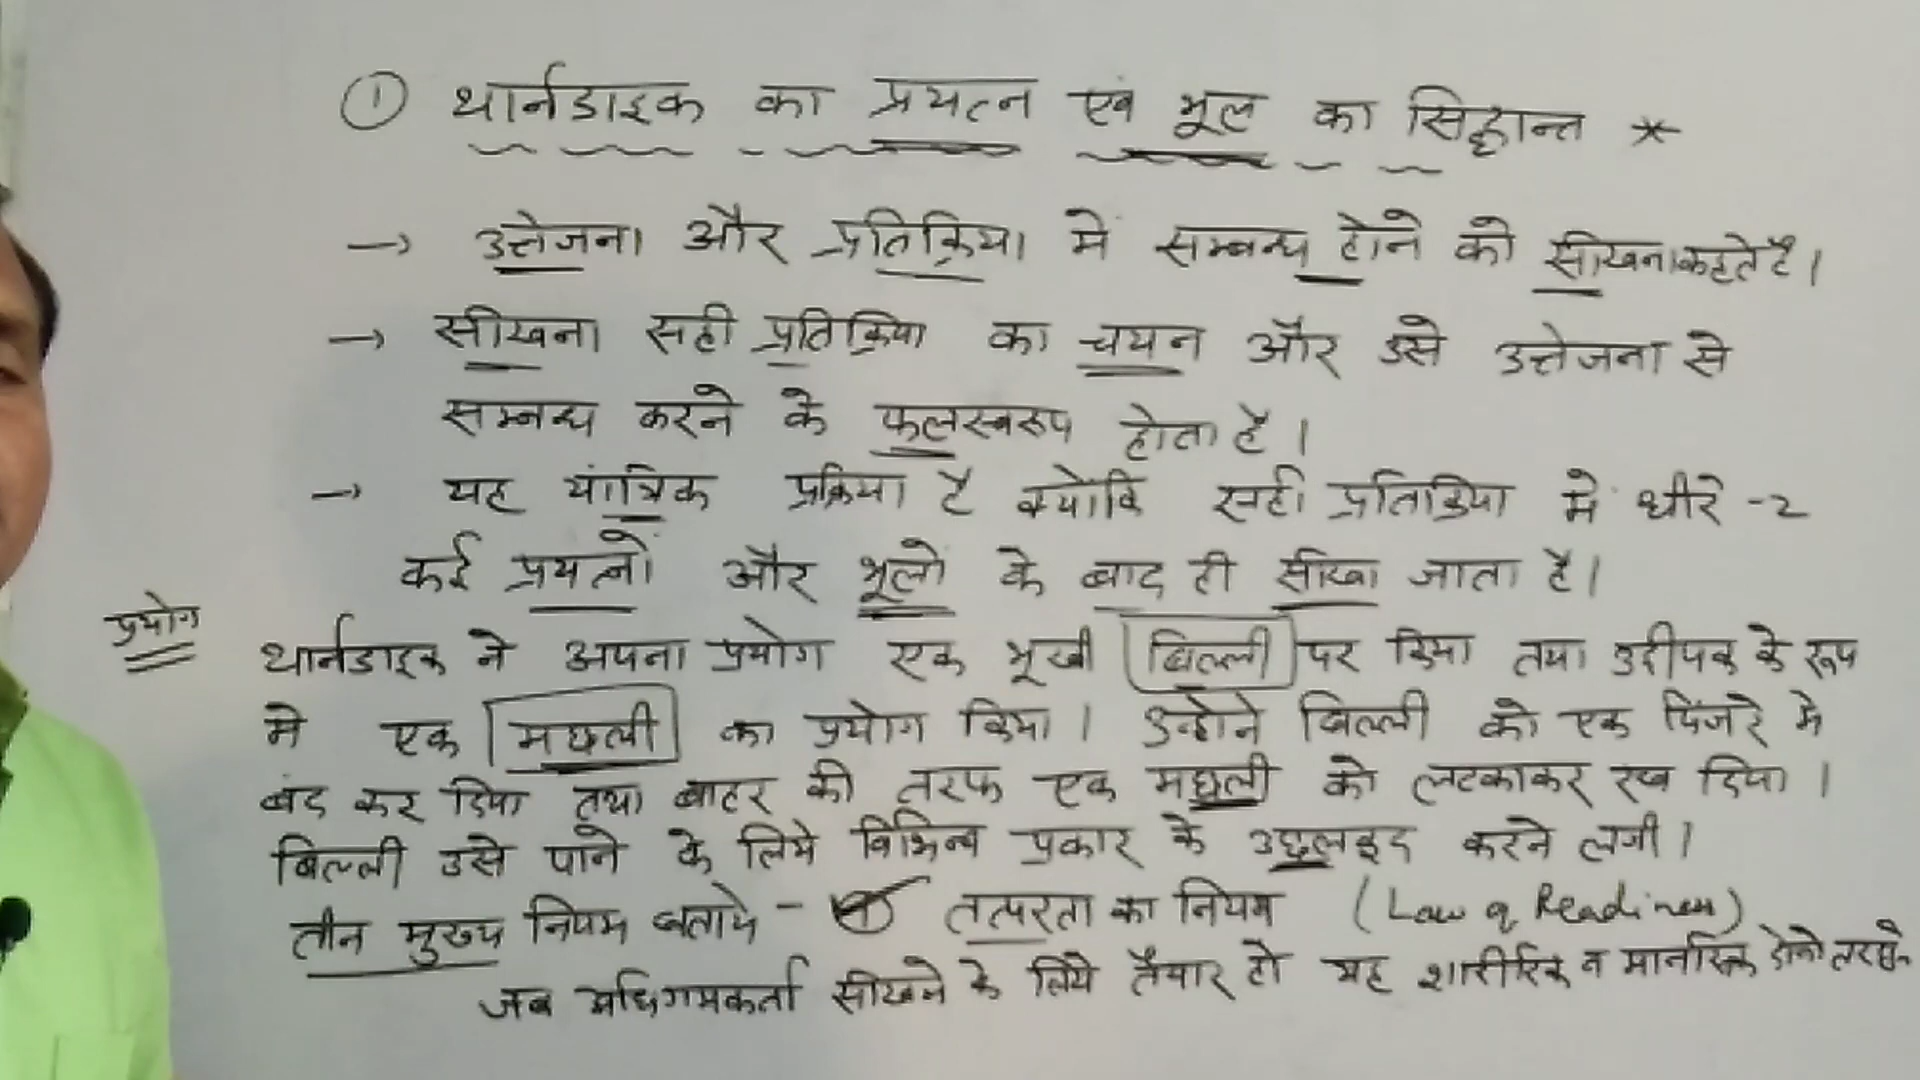 ① थार्नडाइक का प्रयत्न एवं भूल का सिद्धान्त *
→ उत्तेजना और प्रतिक्रिया में सम्बन्ध होने को सीखना कहते है।
→ सीखना सही प्रतिक्रिया का चयन और उसे उत्तेजना से
सम्बन्ध करने के फलस्वरूप होता है।
→ यह यांत्रिक प्रक्रिया है क्योकि सही प्रतिक्रिया मे धीरे -2
कई प्रयत्नों और भूलो के बाद ही सीखा जाता है।
प्रयोग
थार्नडाइक ने अपना प्रयोग एक भूखी बिल्ली पर किया तथा उद्दीपक के रूप
मे एक मछली का प्रयोग किया। उन्होने बिल्ली को एक पिंजरे मे
बंद कर दिया तथा बाहर की तरफ एक मछली को लटकाकर रख दिया।
बिल्ली उसे पाने के लिये विभिन्न प्रकार के उछलकूद करने लगी।
तीन मुख्य नियम बताये - ① तत्परता का नियम (Law of Readiness)
जब अधिगमकर्ता सीखने के लिये तैयार हो यह शारीरिक व मानसिक दोनो तरफ से